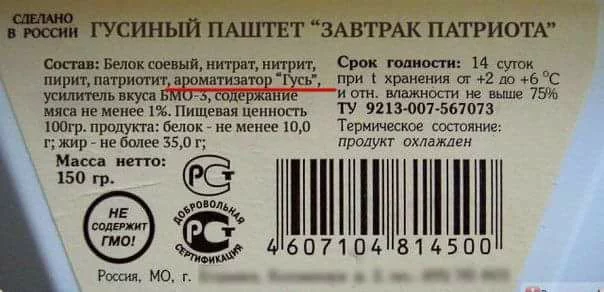 СДЕЛАНО
В РОССИИ ГУСИНЫЙ ПАШТЕТ “ЗАВТРАК ПАТРИОТА”
Состав: Белок соевый, нитрат, нитрит,
пирит, патриотит, ароматизатор “Гусь”,
усилитель вкуса БМО-3, содержание
мяса не менее 1%. Пищевая ценность
100гр. продукта: белок - не менее 10,0
г; жир - не более 35,0 г;
Масса нетто:
150 гр.
Срок годности: 14 суток
при t хранения от +2 до +6 °С
и отн. влажности не выше 75%
ТУ 9213-007-567073
Термическое состояние:
продукт охлажден
РСТ
НЕ
СОДЕРЖИТ
ГМО!
ДОБРОВОЛЬНАЯ
РСТ
СЕРТИФИКАЦИЯ
4 607104 814500
Россия, МО, г.